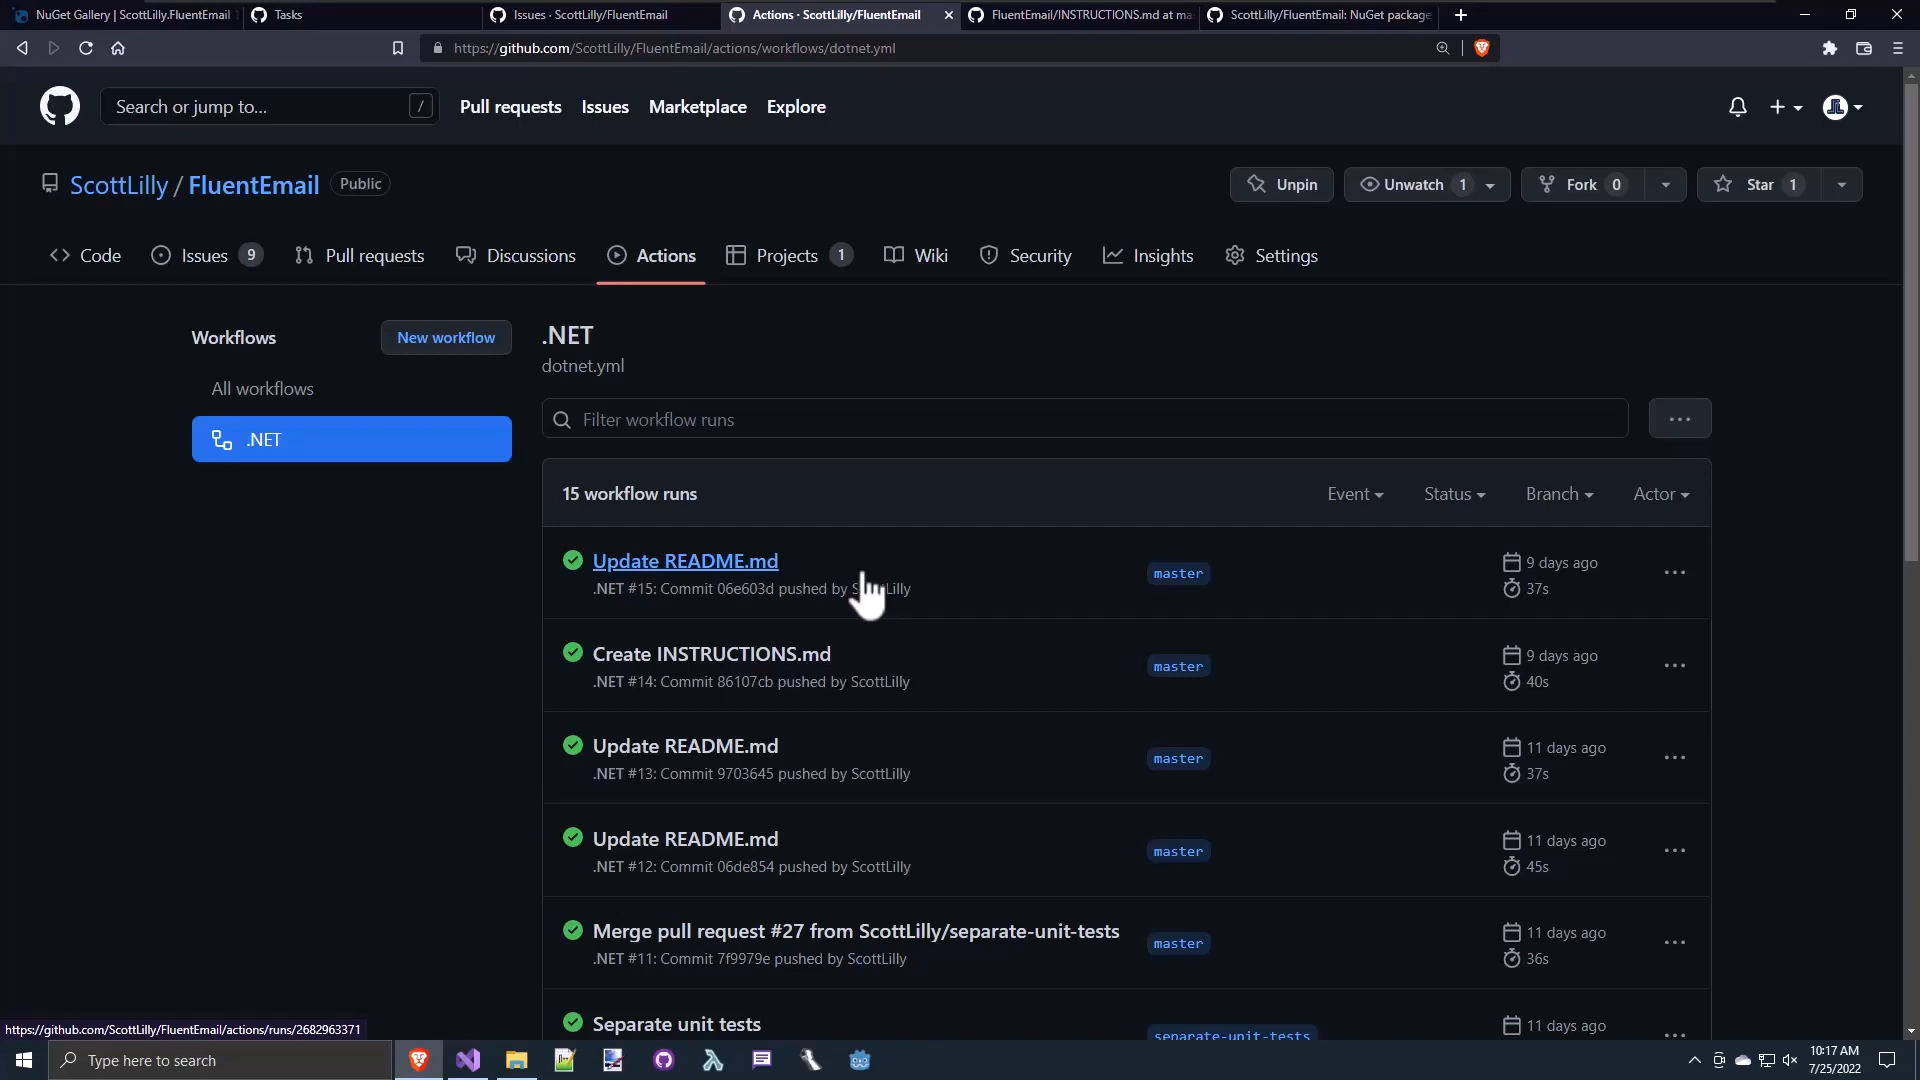 NuGet Gallery | ScottLilly.FluentEmail
Tasks
Issues · ScottLilly/FluentEmail
Actions · ScottLilly/FluentEmail
FluentEmail/INSTRUCTIONS.md at ma
ScottLilly/FluentEmail: NuGet package
https://github.com/ScottLilly/FluentEmail/actions/workflows/dotnet.yml
Search or jump to...
/
Pull requests
Issues
Marketplace
Explore
ScottLilly / FluentEmail
Public
Unpin
Unwatch 1
Fork 0
Star 1
Code
Issues 9
Pull requests
Discussions
Actions
Projects 1
Wiki
Security
Insights
Settings
Workflows
New workflow
All workflows
.NET
.NET
dotnet.yml
Filter workflow runs
15 workflow runs
Event
Status
Branch
Actor
Update README.md
.NET #15: Commit 06e603d pushed by
master
9 days ago
37s
Create INSTRUCTIONS.md
.NET #14: Commit 86107cb pushed by ScottLilly
master
9 days ago
40s
Update README.md
.NET #13: Commit 9703645 pushed by ScottLilly
master
11 days ago
37s
Update README.md
.NET #12: Commit 06de854 pushed by ScottLilly
master
11 days ago
45s
Merge pull request #27 from ScottLilly/separate-unit-tests
.NET #11: Commit 7f9979e pushed by ScottLilly
master
11 days ago
36s
Separate unit tests
separate-unit-tests
11 days ago
https://github.com/ScottLilly/FluentEmail/actions/runs/2682963371
Type here to search
10:17 AM
7/25/2022